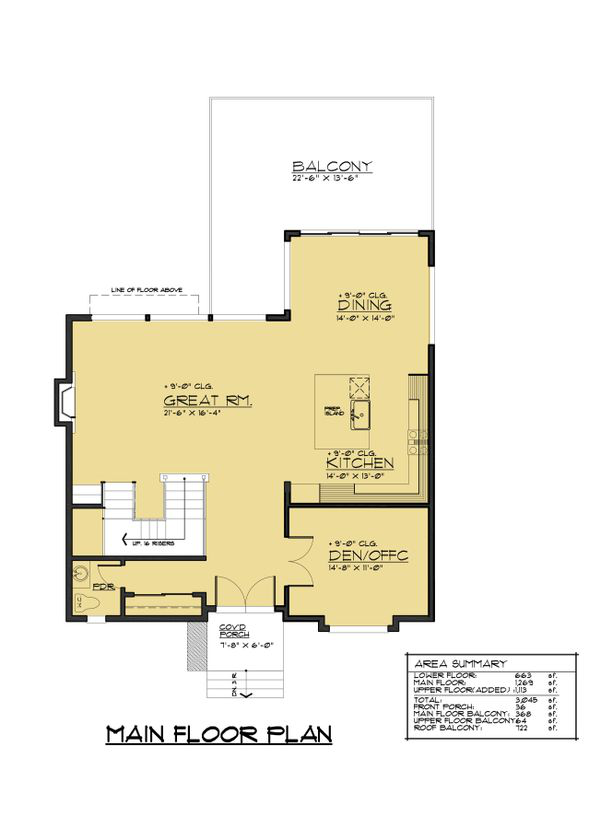 BALCONY
22'-6" X 13'-6"
LINE OF FLOOR ABOVE
+ 9'-0" CLG.
DINING
14'-0" X 14'-0"
+ 9'-0" CLG.
GREAT RM.
21'-6" X 16'-4"
PREP
ISLAND
+ 9'-0" CLG.
KITCHEN
14'-0" X 13'-0"
UP, 16 RISERS
+ 9'-0" CLG.
DEN/OFFC
14'-8" X 11'-0"
PDR.
W.C.
COV'D
PORCH
7'-8" X 6'-0"
DN. 3 R.
AREA SUMMARY
LOWER FLOOR: 663 sf.
MAIN FLOOR: 1,269 sf.
UPPER FLOOR(ADDED) :1,113 sf.
TOTAL: 3,045 sf.
FRONT PORCH: 36 sf.
MAIN FLOOR BALCONY: 368 sf.
UPPER FLOOR BALCONY:64 sf.
ROOF BALCONY: 722 sf.
MAIN FLOOR PLAN